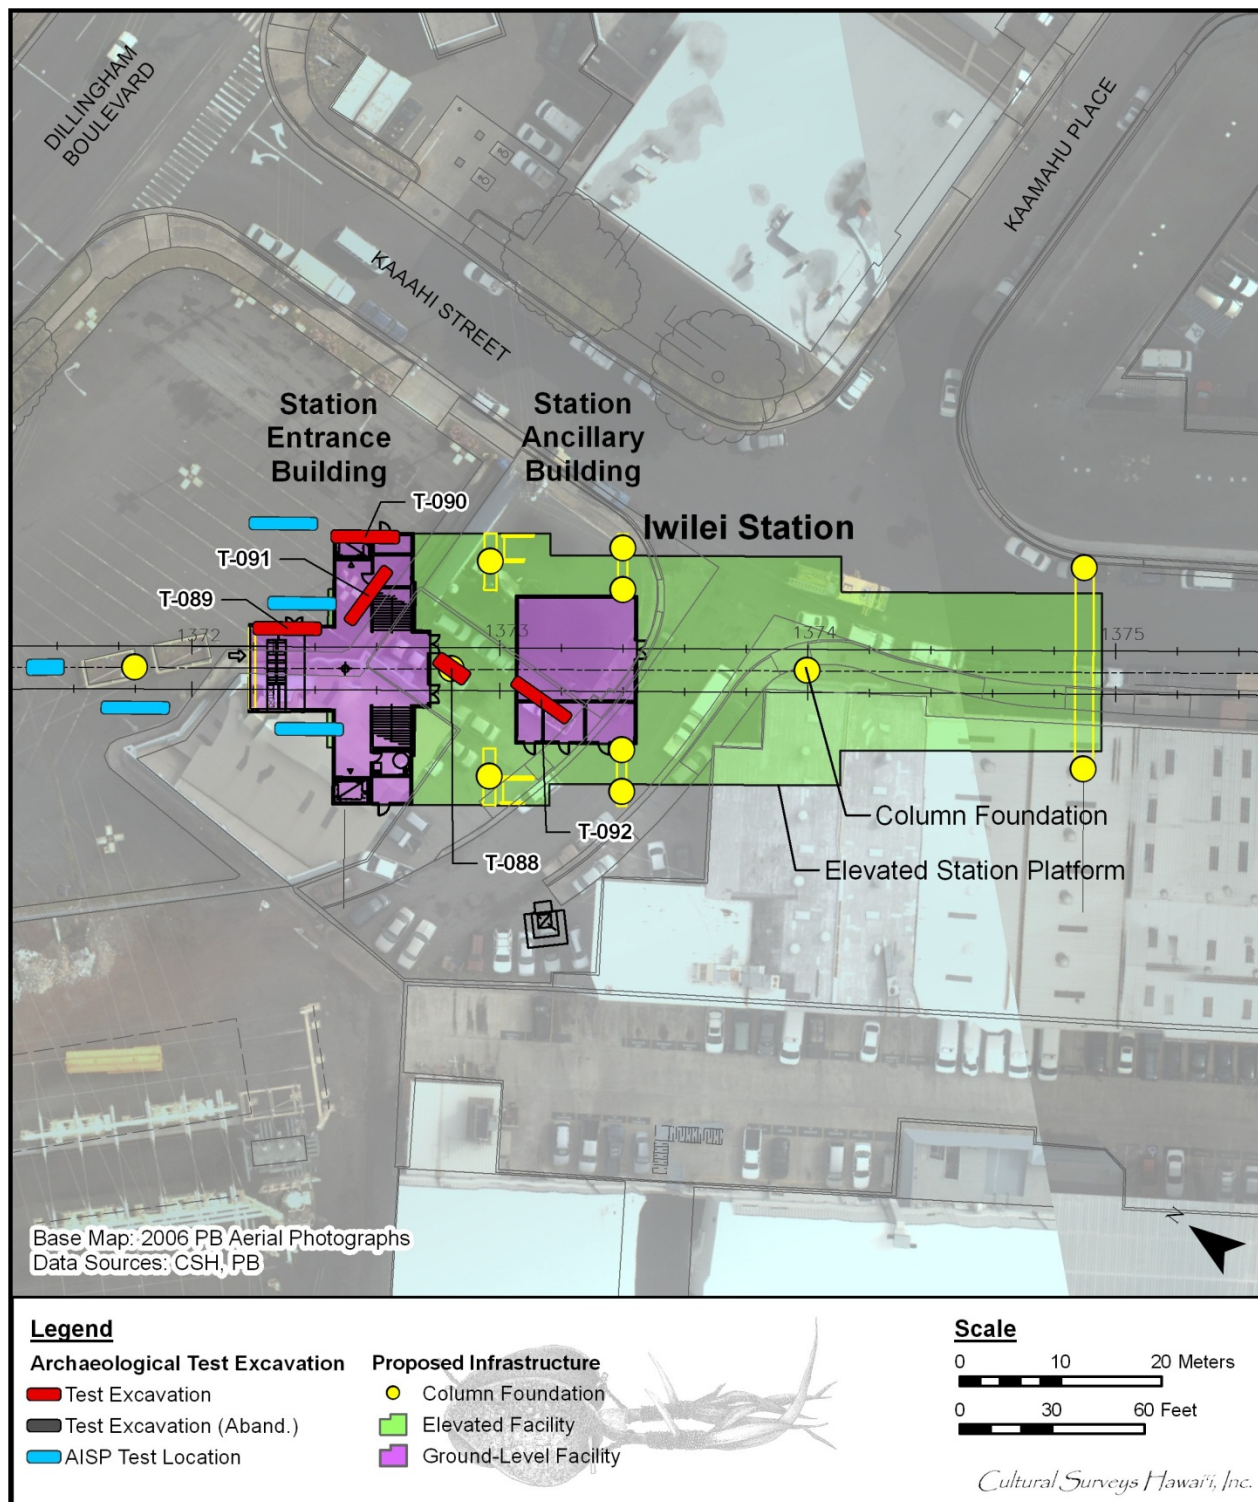 DILLINGHAM
BOULEVARD
KAAMAHU PLACE
KAAAHI STREET
Station
Entrance
Building
Station
Ancillary
Building
T-090
Iwilei Station
T-091
T-089
1372
1373
1374
1375
T-092
T-088
Column Foundation
Elevated Station Platform
N
Base Map: 2006 PB Aerial Photographs
Data Sources: CSH, PB
Legend
Archaeological Test Excavation
Test Excavation
Test Excavation (Aband.)
AISP Test Location
Proposed Infrastructure
Column Foundation
Elevated Facility
Ground-Level Facility
Scale
0 10 20 Meters
0 30 60 Feet
Cultural Surveys Hawai‘i, Inc.